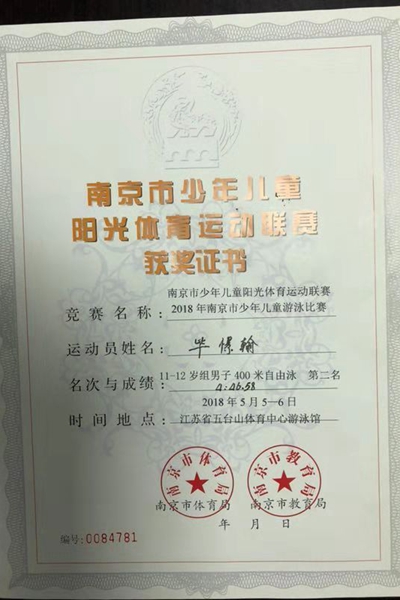 南京市少年儿童
阳光体育运动联赛
获奖证书
南京市少年儿童阳光体育运动联赛
竞赛名称：2018年南京市少年儿童游泳比赛
运动员姓名：毕憬翰
11-12岁组男子400米自由泳 第二名
名次与成绩：4:46.58
2018年5月5-6日
时间地点：江苏省五台山体育中心游泳馆
南京市体育局 南京市教育局
南京市体育局 南京市教育局
年 月 日
编号:0084781